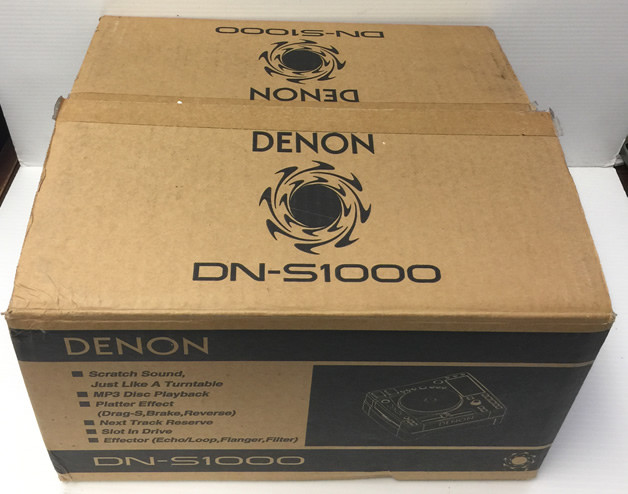 DN-S1000
DENON
DENON
DN-S1000
DENON
Scratch Sound,
Just Like A Turntable
MP3 Disc Playback
Platter Effect
(Drag-S,Brake,Reverse)
Next Track Reserve
Slot In Drive
Effector (Echo/Loop,Flanger,Filter)
DN-S1000